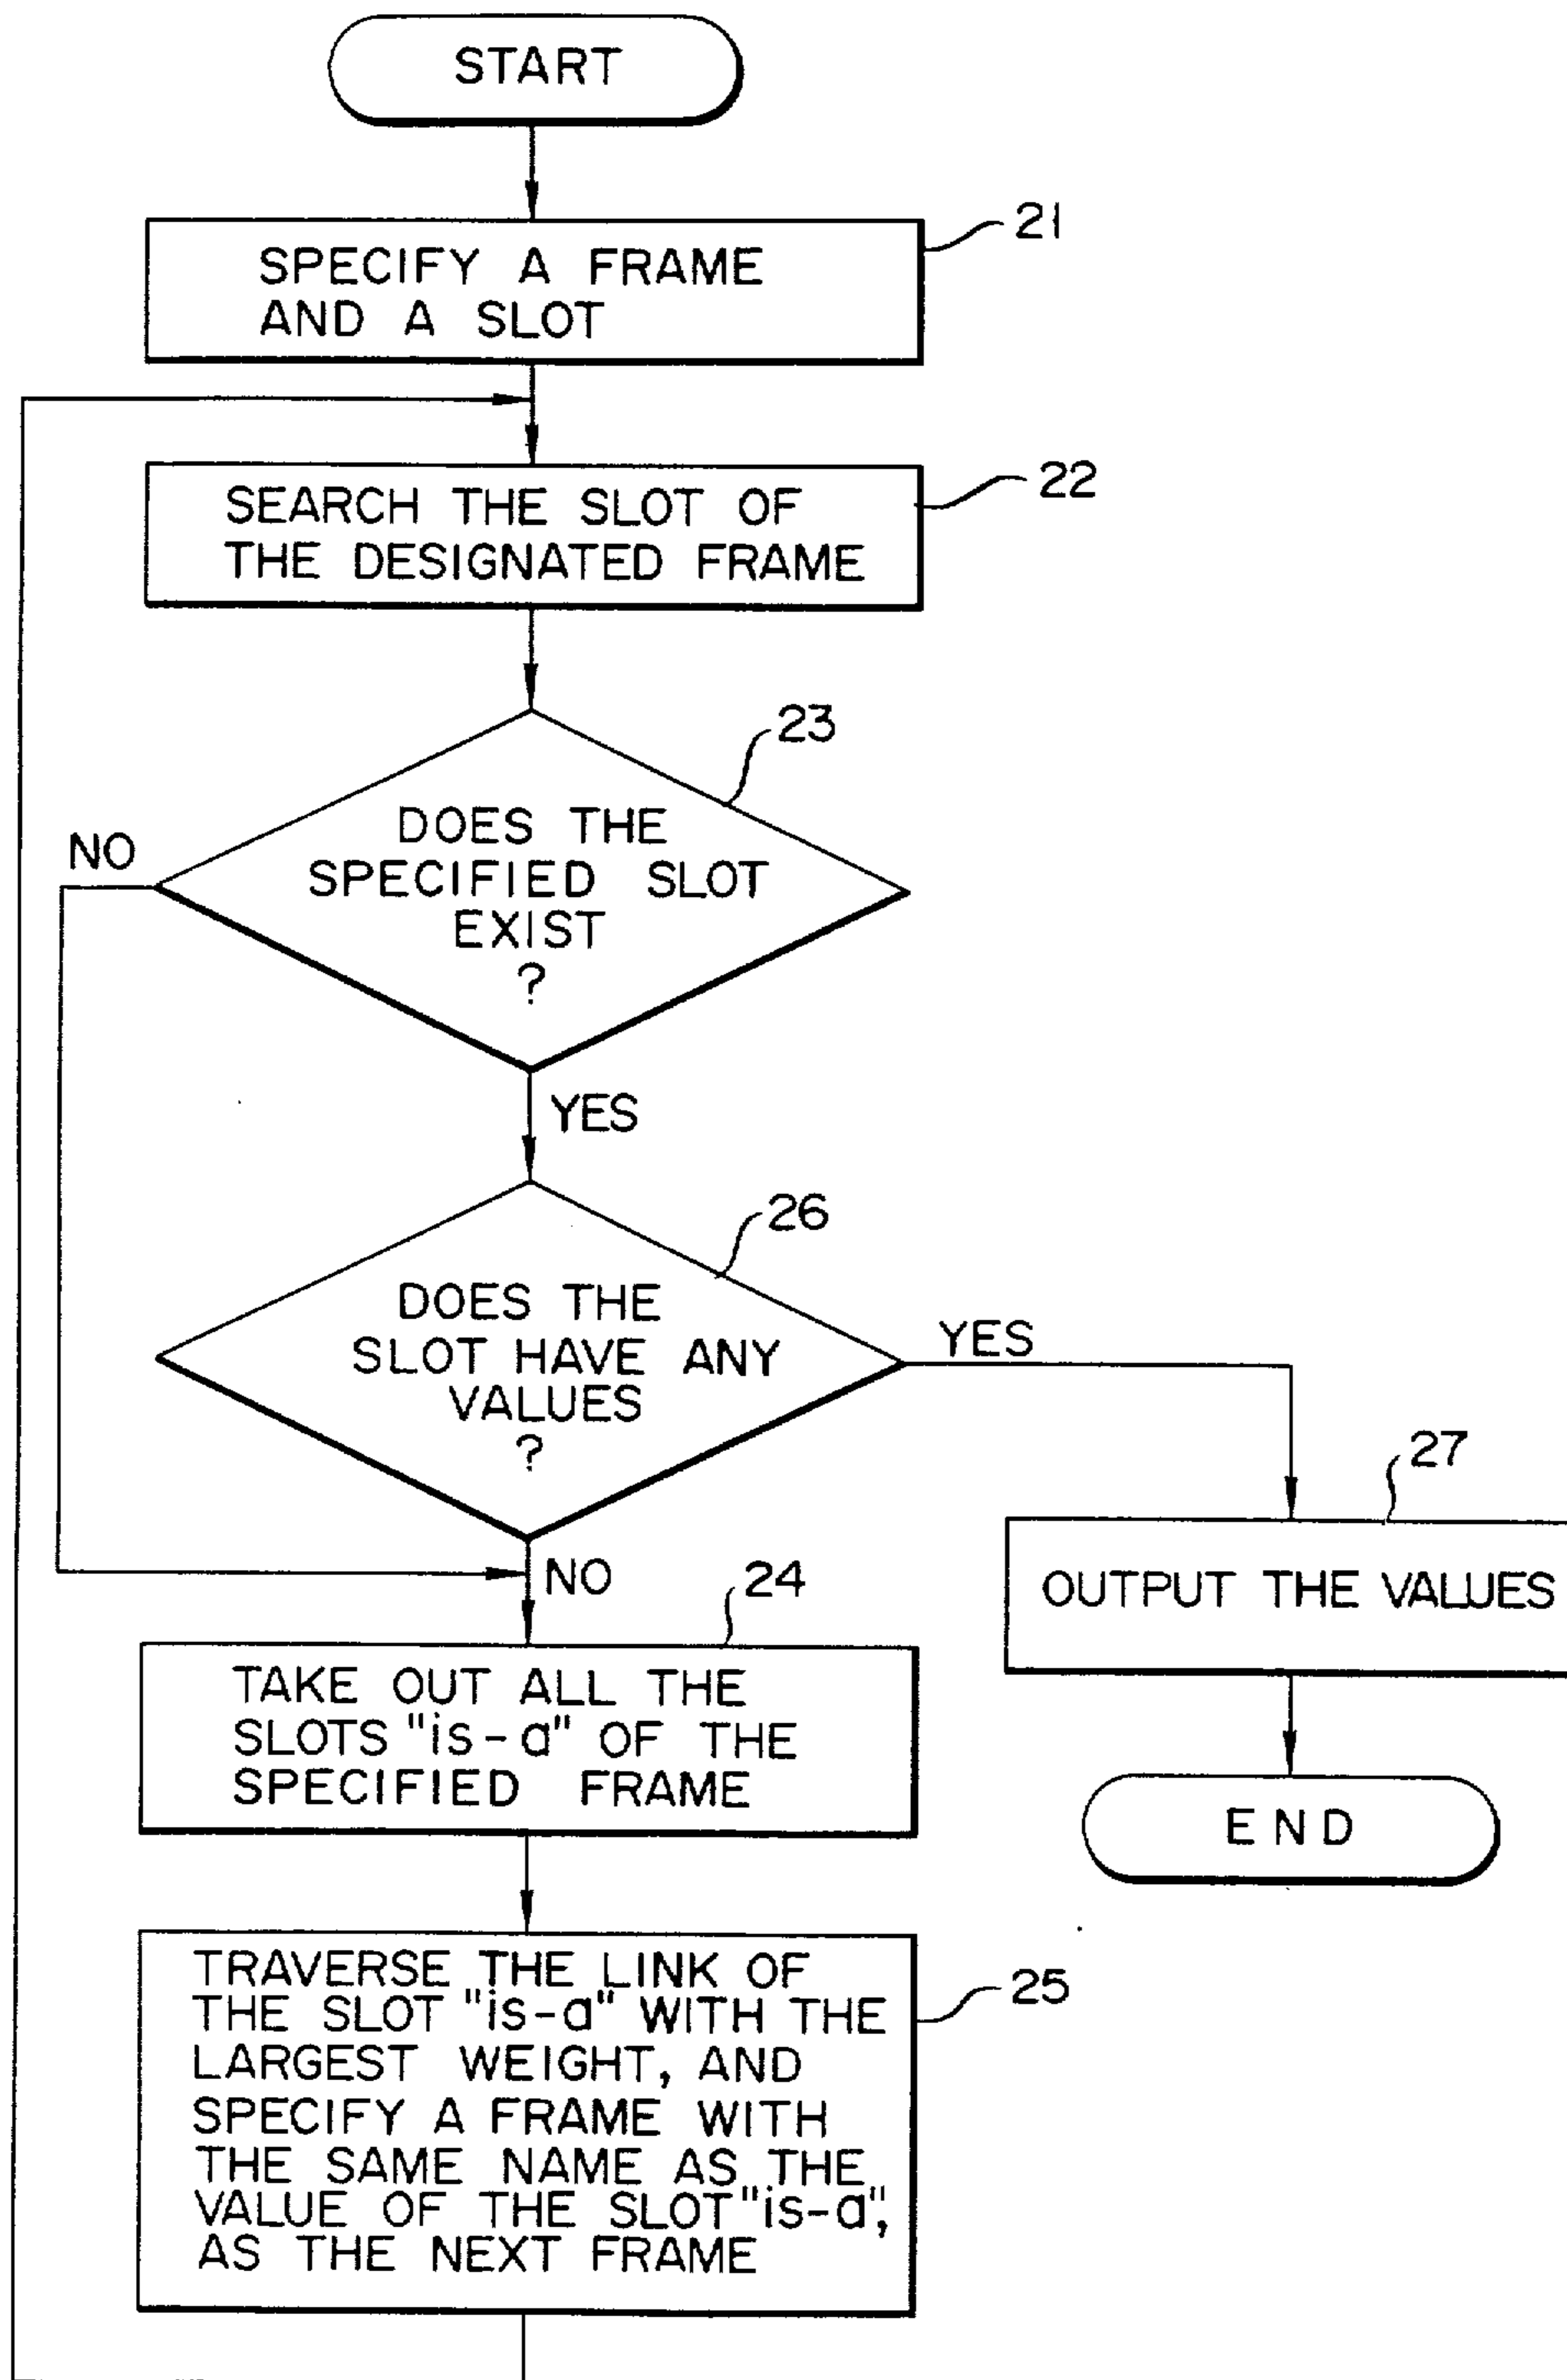 START
21
SPECIFY A FRAME
AND A SLOT
22
SEARCH THE SLOT OF
THE DESIGNATED FRAME
23
DOES THE
SPECIFIED SLOT
EXIST
?
NO
YES
26
DOES THE
SLOT HAVE ANY
VALUES
?
YES
NO
27
OUTPUT THE VALUES
END
24
TAKE OUT ALL THE
SLOTS "is-a" OF THE
SPECIFIED FRAME
25
TRAVERSE THE LINK OF
THE SLOT "is-a" WITH THE
LARGEST WEIGHT, AND
SPECIFY A FRAME WITH
THE SAME NAME AS THE
VALUE OF THE SLOT "is-a",
AS THE NEXT FRAME